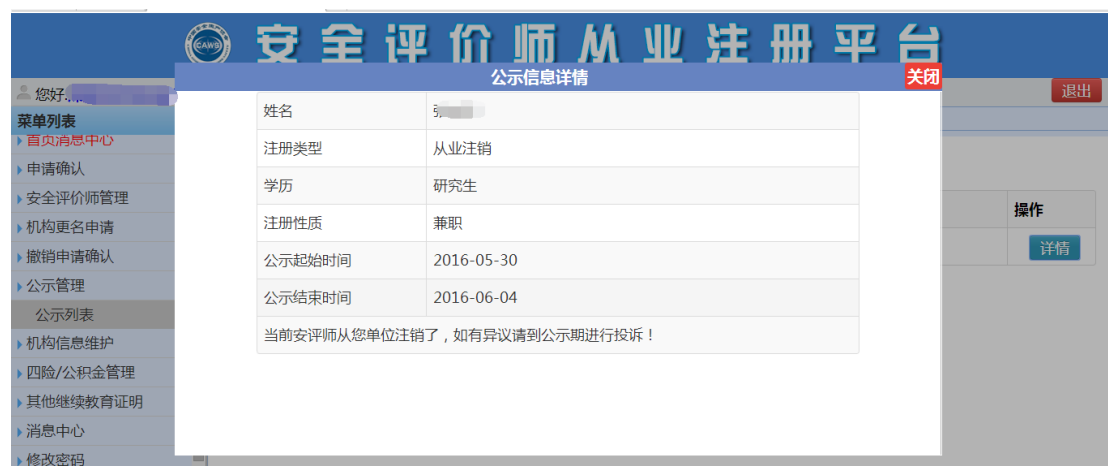 CAWS
安全评价师从业注册平台
公示信息详情
关闭
您好:
退出
菜单列表
首页消息中心
申请确认
安全评价师管理
机构更名申请
撤销申请确认
公示管理
公示列表
机构信息维护
四险/公积金管理
其他继续教育证明
消息中心
修改密码
姓名
注册类型 从业注销
学历 研究生
注册性质 兼职
公示起始时间 2016-05-30
公示结束时间 2016-06-04
当前安评师从您单位注销了，如有异议请到公示期进行投诉！
操作
详情